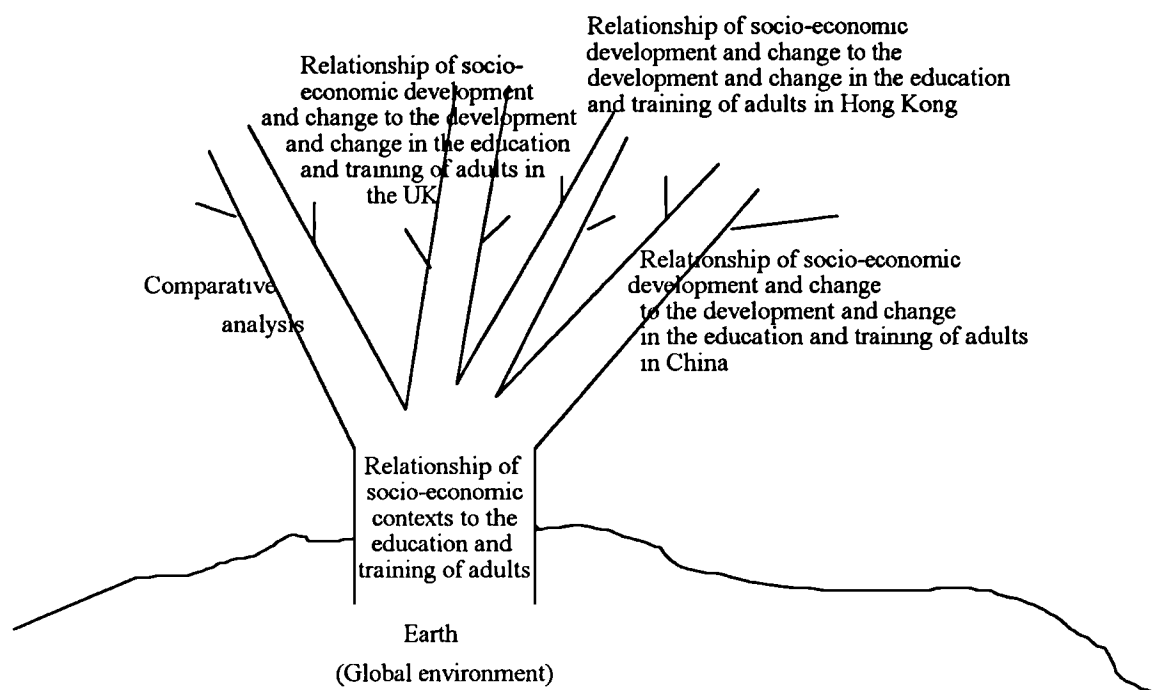 Relationship of socio-economic
development and change to the
development and change in the education
and training of adults in Hong Kong
Relationship of socio-
economic development
and change to the development
and change in the education
and training of adults in
the UK
Comparative
analysis
Relationship of socio-economic
development and change
to the development and change
in the education and training of adults
in China
Relationship of
socio-economic
contexts to the
education and
training of adults
Earth
(Global environment)